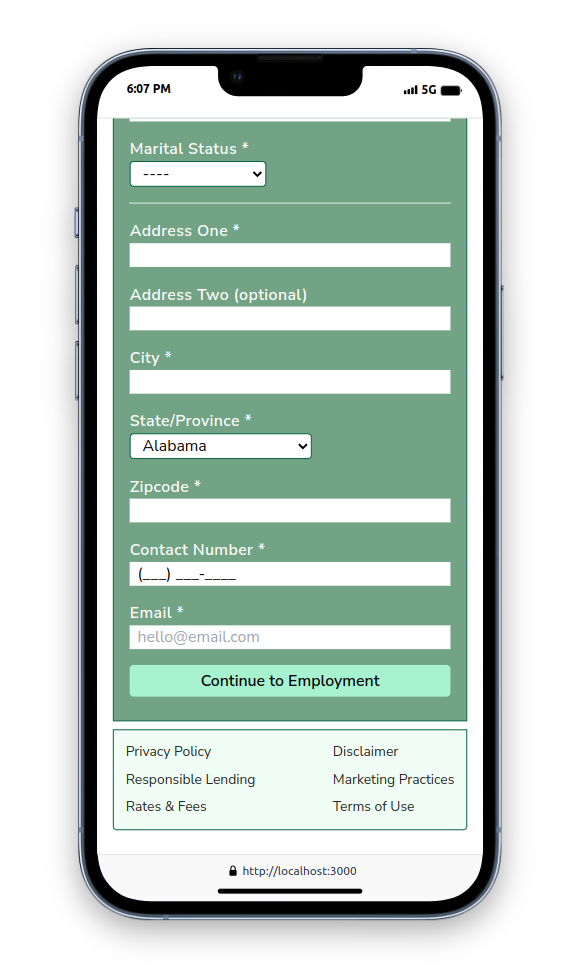 6:07 PM 5G
Marital Status *
----
Address One *
Address Two (optional)
City *
State/Province *
Alabama
Zipcode *
Contact Number *
(___) ___-____
Email *
hello@email.com
Continue to Employment
Privacy Policy Disclaimer
Responsible Lending Marketing Practices
Rates & Fees Terms of Use
http://localhost:3000